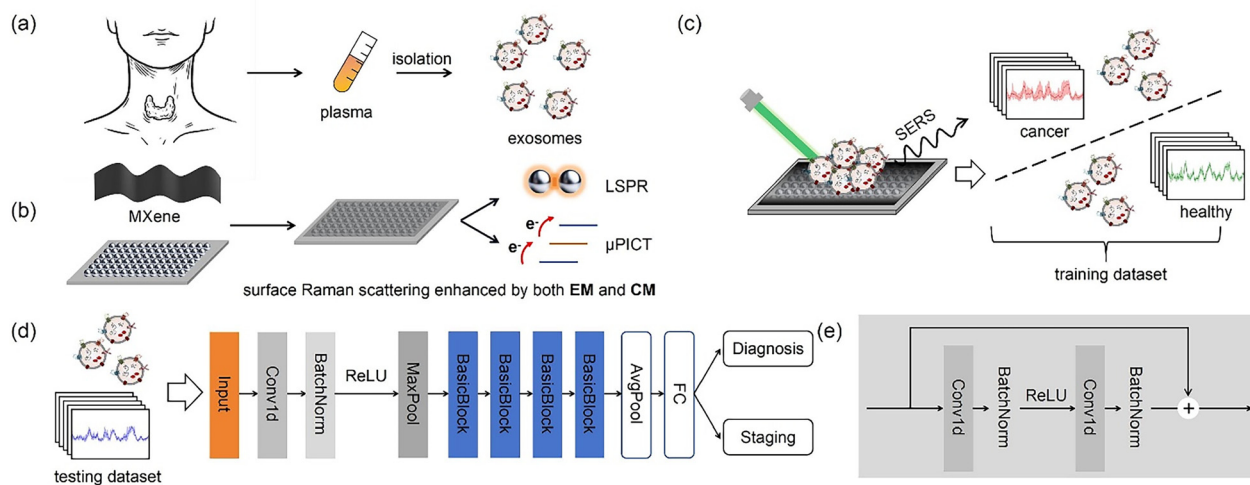 (a)
plasma
isolation
exosomes
(b)
MXene
LSPR
e-
e-
μPICT
surface Raman scattering enhanced by both EM and CM
(c)
SERS
cancer
healthy
training dataset
(d)
testing dataset
Input
Conv1d
BatchNorm
ReLU
MaxPool
BasicBlock
BasicBlock
BasicBlock
BasicBlock
AvgPool
FC
Diagnosis
Staging
(e)
Conv1d
BatchNorm
ReLU
Conv1d
BatchNorm
+